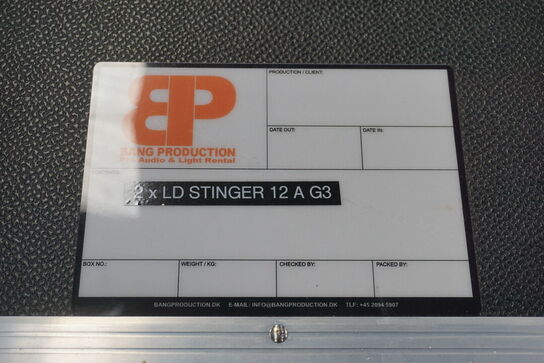 PRODUCTION / CLIENT:
BP
BANG PRODUCTION
Pro Audio & Light Rental
DATE OUT:
DATE IN:
CONTENTS:
2 x LD STINGER 12 A G3
BOX NO.:
WEIGHT / KG:
CHECKED BY:
PACKED BY:
BANGPRODUCTION.DK E-MAIL: INFO@BANGPRODUCTION.DK TLF: +45 2094 5907